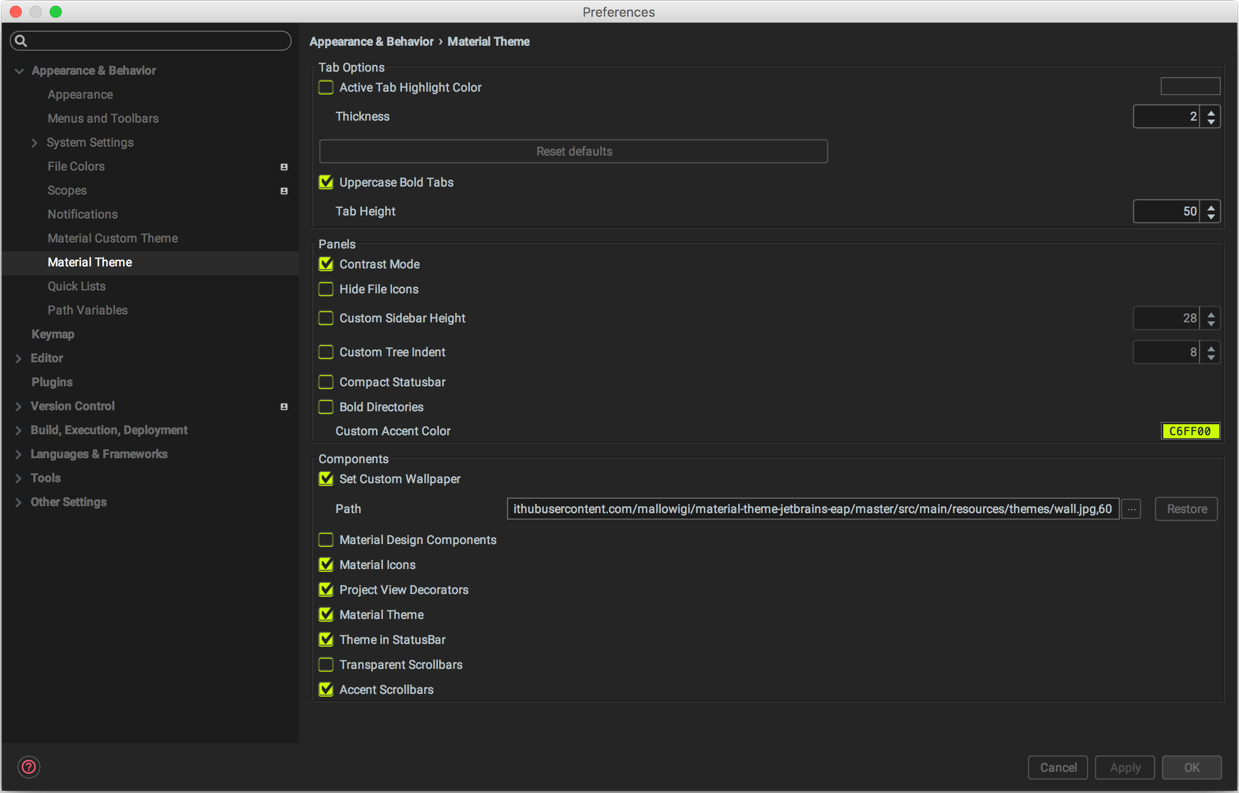 Preferences
Appearance & Behavior
Appearance
Menus and Toolbars
System Settings
File Colors
Scopes
Notifications
Material Custom Theme
Material Theme
Quick Lists
Path Variables
Keymap
Editor
Plugins
Version Control
Build, Execution, Deployment
Languages & Frameworks
Tools
Other Settings
Appearance & Behavior › Material Theme
Tab Options
Active Tab Highlight Color
Thickness 2
Reset defaults
Uppercase Bold Tabs
Tab Height 50
Panels
Contrast Mode
Hide File Icons
Custom Sidebar Height 28
Custom Tree Indent 8
Compact Statusbar
Bold Directories
Custom Accent Color C6FF00
Components
Set Custom Wallpaper
Path ithubusercontent.com/mallowigi/material-theme-jetbrains-eap/master/src/main/resources/themes/wall.jpg,60 ... Restore
Material Design Components
Material Icons
Project View Decorators
Material Theme
Theme in StatusBar
Transparent Scrollbars
Accent Scrollbars
? Cancel Apply OK